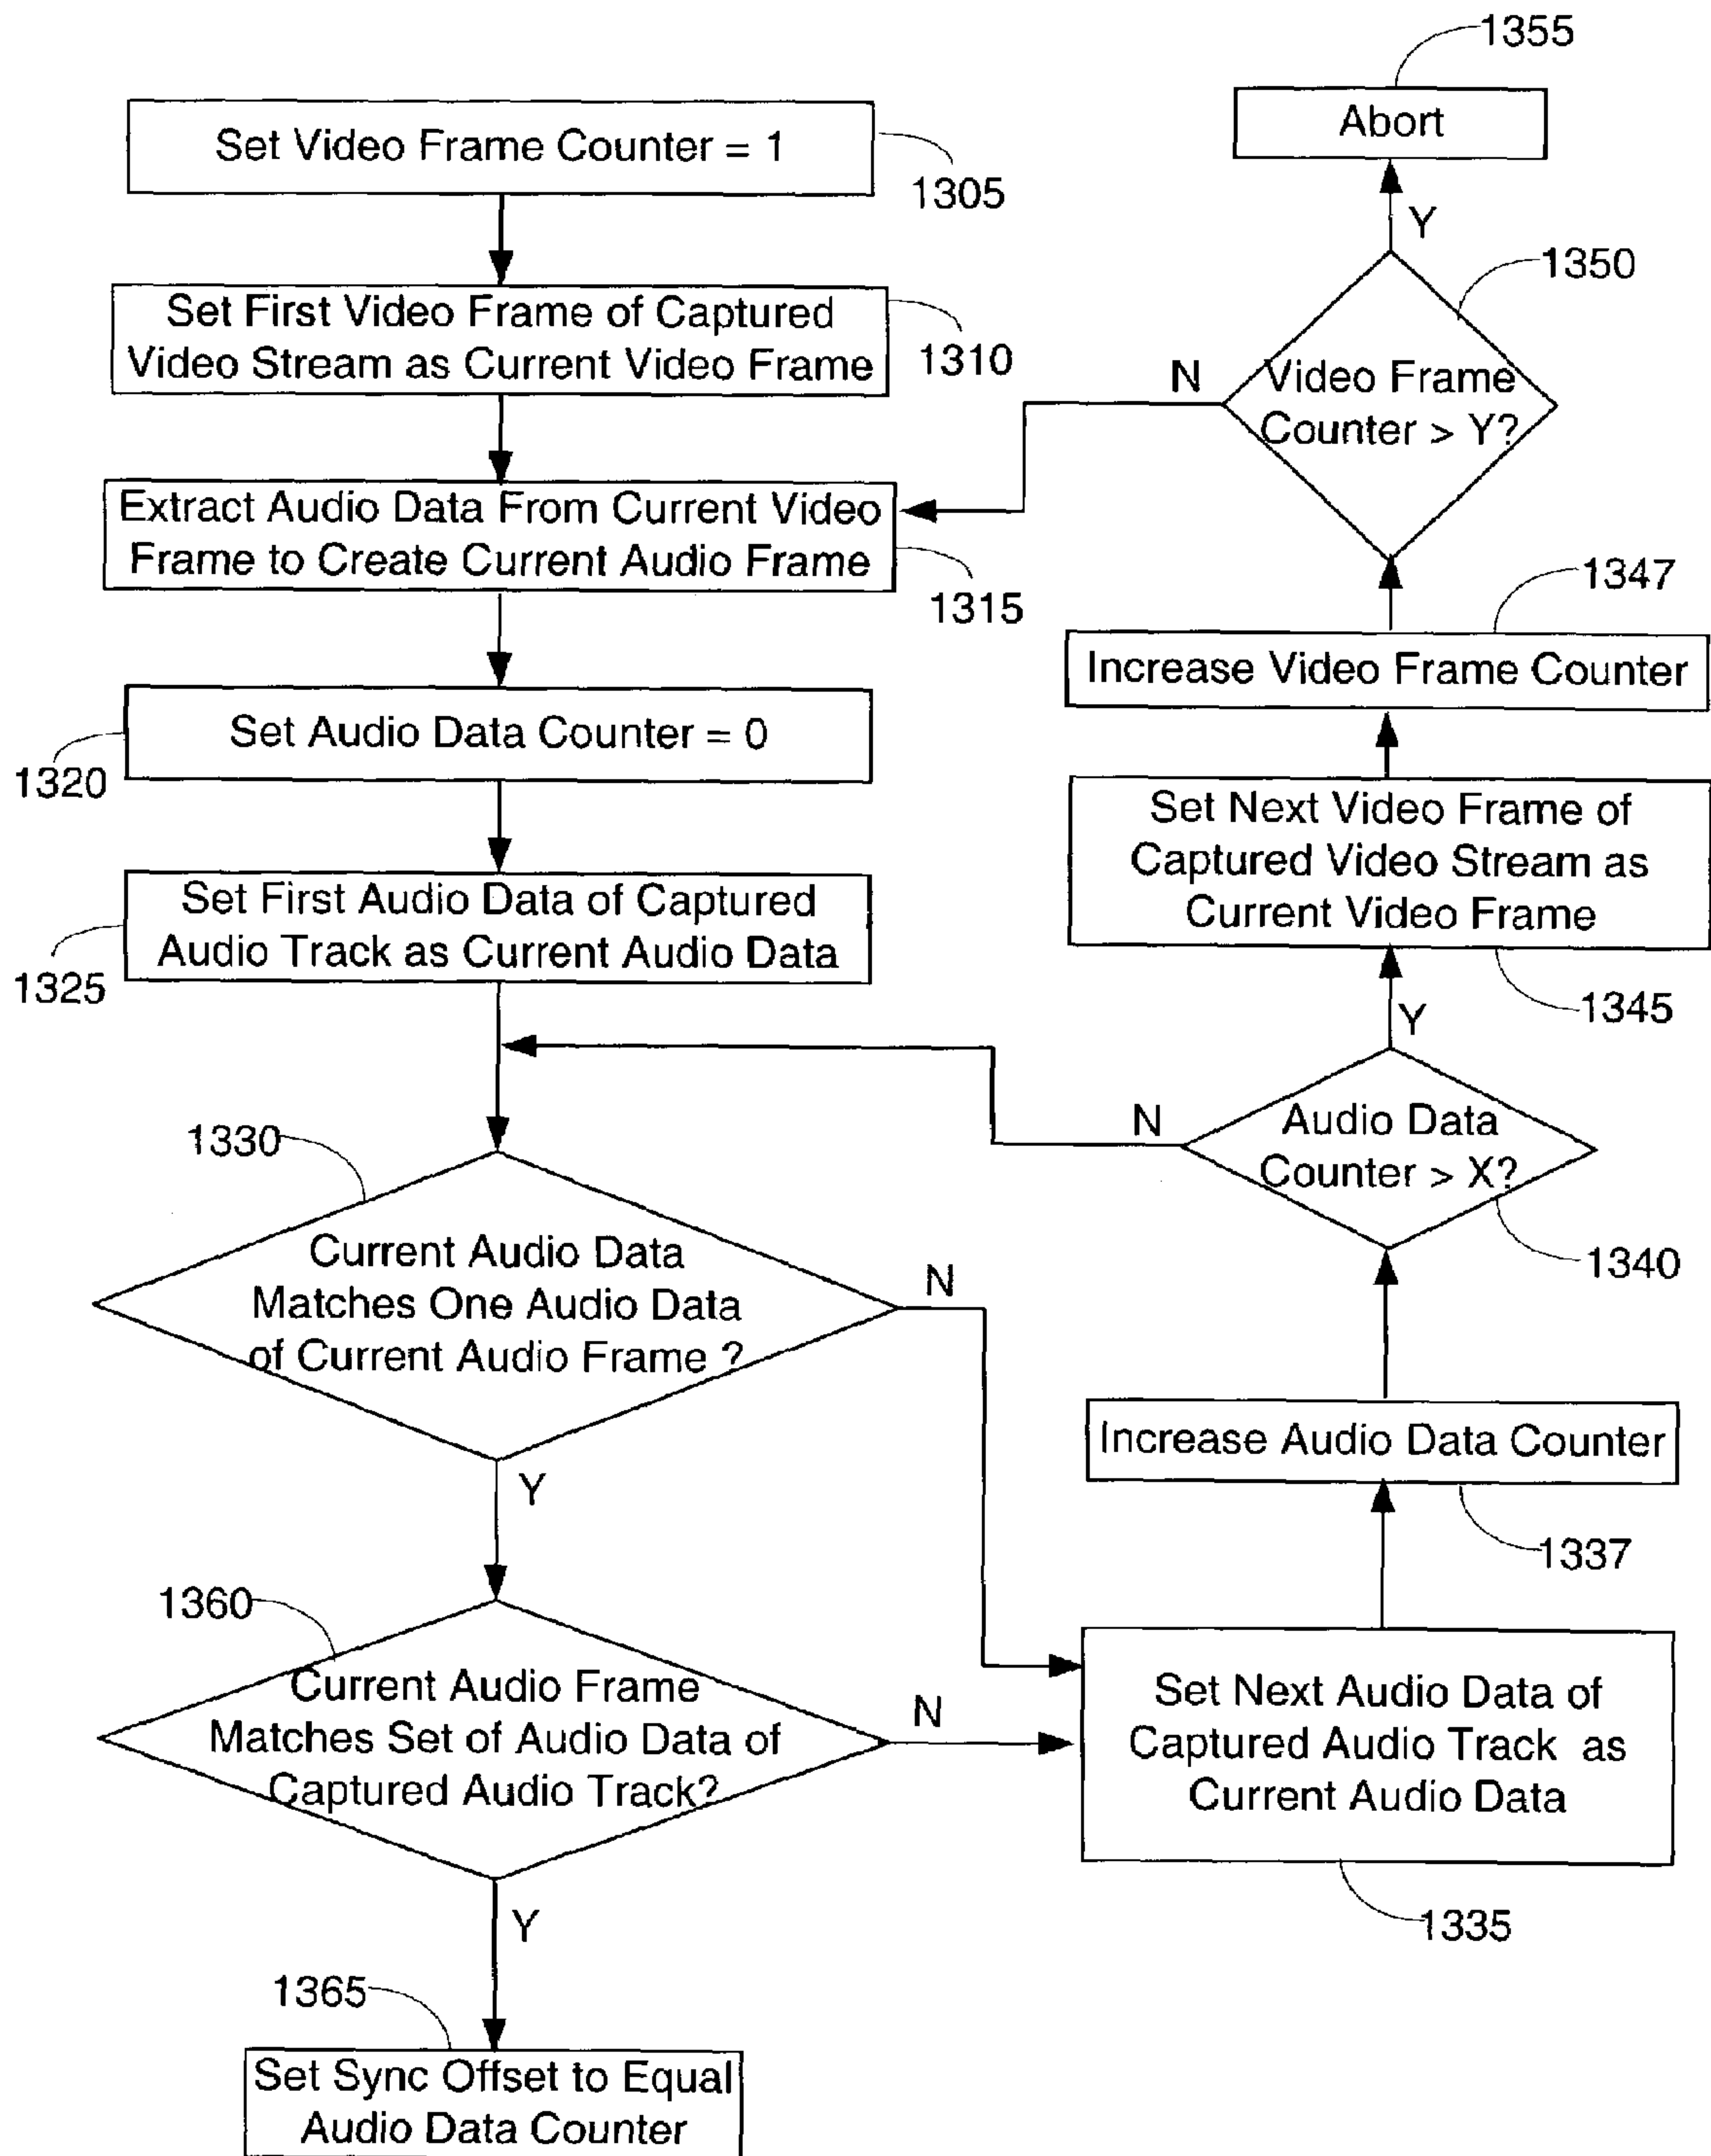 Set Video Frame Counter = 1
1305
Set First Video Frame of Captured
Video Stream as Current Video Frame
1310
Extract Audio Data From Current Video
Frame to Create Current Audio Frame
1315
Set Audio Data Counter = 0
1320
Set First Audio Data of Captured
Audio Track as Current Audio Data
1325
1330
Current Audio Data
Matches One Audio Data
of Current Audio Frame ?
N
Y
1360
Current Audio Frame
Matches Set of Audio Data of
Captured Audio Track?
N
Y
1365
Set Sync Offset to Equal
Audio Data Counter
1355
Abort
Y
1350
Video Frame
Counter > Y?
N
1347
Increase Video Frame Counter
Set Next Video Frame of
Captured Video Stream as
Current Video Frame
1345
Y
Audio Data
Counter > X?
N
1340
Increase Audio Data Counter
1337
Set Next Audio Data of
Captured Audio Track as
Current Audio Data
1335